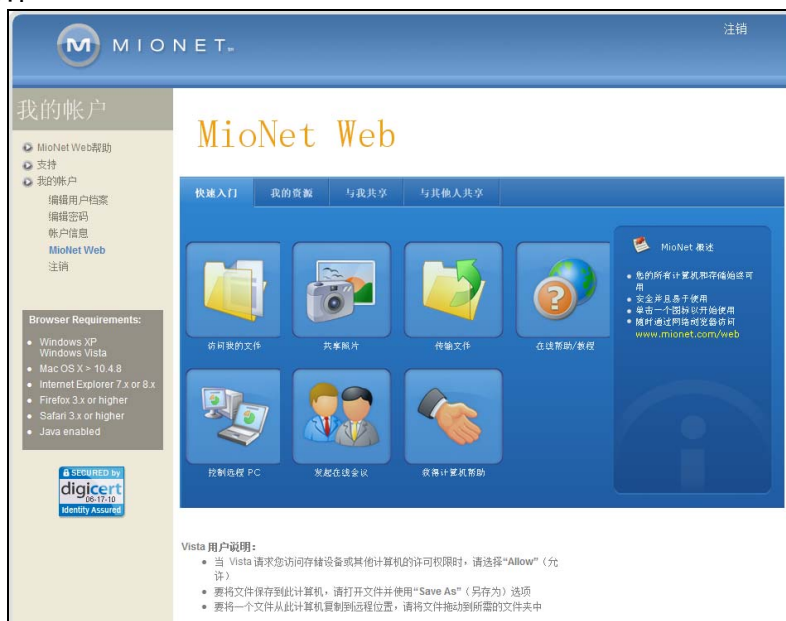 MIONET
注销
我的帐户
MioNet Web帮助
支持
我的帐户
编辑用户档案
编辑密码
帐户信息
MioNet Web
注销
Browser Requirements:
Windows XP
Windows Vista
Mac OS X > 10.4.8
Internet Explorer 7.x or 8.x
Firefox 3.x or higher
Safari 3.x or higher
Java enabled
SECURED by
digicert
06-17-10
Identity Assured
MioNet Web
快速入门 我的资源 与我共享 与其他人共享
访问我的文件 共享照片 传输文件 在线帮助/教程
控制远程 PC 发起在线会议 获得计算机帮助
MioNet 概述
您的所有计算机和存储始终可
用
安全并且易于使用
单击一个图标以开始使用
随时通过网络浏览器访问
www.mionet.com/web
Vista 用户说明：
当 Vista 请求您访问存储设备或其他计算机的许可权限时，请选择“Allow”（允
许）
要将文件保存到此计算机，请打开文件并使用“Save As”（另存为）选项
要将一个文件从此计算机复制到远程位置，请将文件拖动到所需的文件夹中